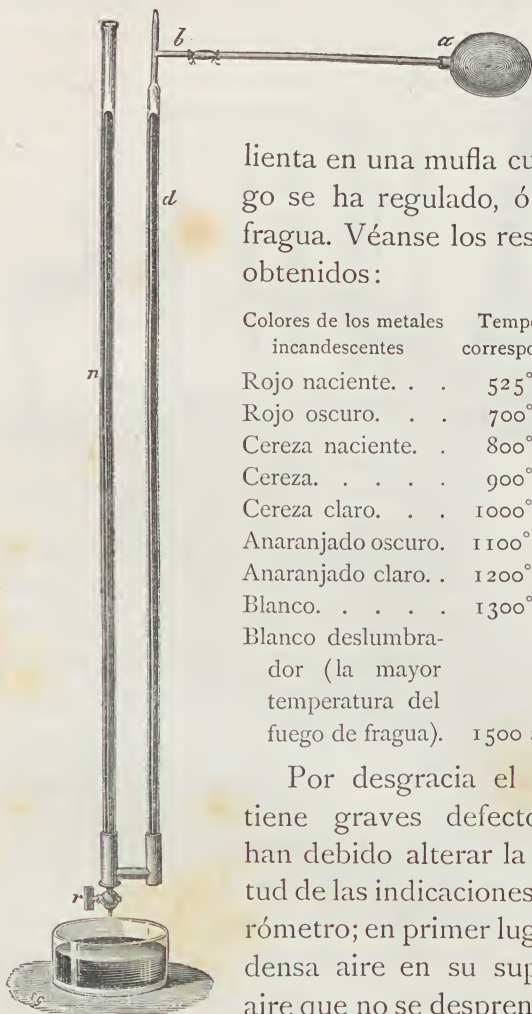 b
a
lienta en una mufla cu
d
go se ha regulado, ó
fragua. Véanse los res
obtenidos:
Colores de los metales Tempe
incandescentes correspo
n
Rojo naciente. . . 525°
Rojo oscuro. . . 700°
Cereza naciente. . 800°
Cereza. . . . . 900°
Cereza claro. . . 1000°
Anaranjado oscuro. 1100°
Anaranjado claro. . 1200°
Blanco. . . . . 1300°
Blanco deslumbra-
dor (la mayor
temperatura del
fuego de fragua). 1500
Por desgracia el
tiene graves defecto
han debido alterar la
r
tud de las indicaciones
rómetro; en primer lug
densa aire en su sup
aire que no se despren